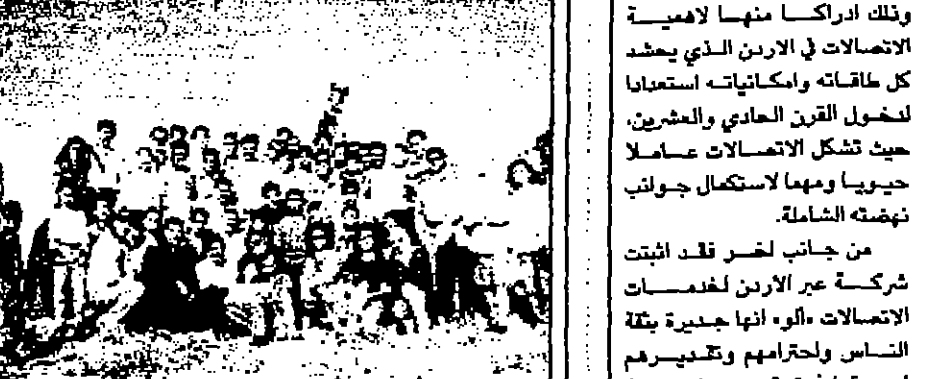 وذلك ادراكا منها لاهمية
الاتصالات في الاردن الذي يحشد
كل طاقاته وامكانياته استعدادا
لدخول القرن الحادي والعشرين،
حيث تشكل الاتصالات عاملا
حيويا ومهما لاستكمال جوانب
نهضته الشاملة.
من جانب اخر فقد اثبتت
شركة عبر الاردن لخدمات
الاتصالات «الو» انها جديرة بثقة
الناس واحترامهم وتقديرهم